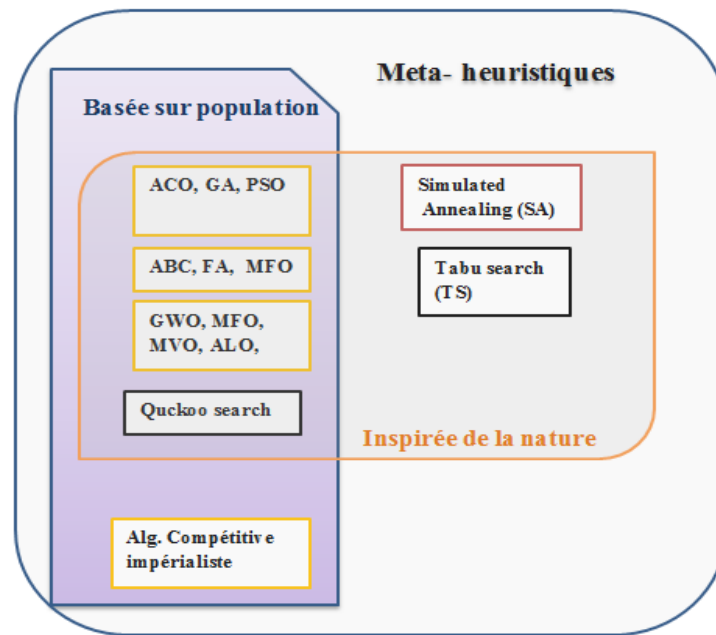 Meta- heuristiques
Basée sur population
ACO, GA, PSO
ABC, FA, MFO
GWO, MFO,
MVO, ALO,
Quckoo search
Simulated
Annealing (SA)
Tabu search
(TS)
Inspirée de la nature
Alg. Compétitive
impérialiste